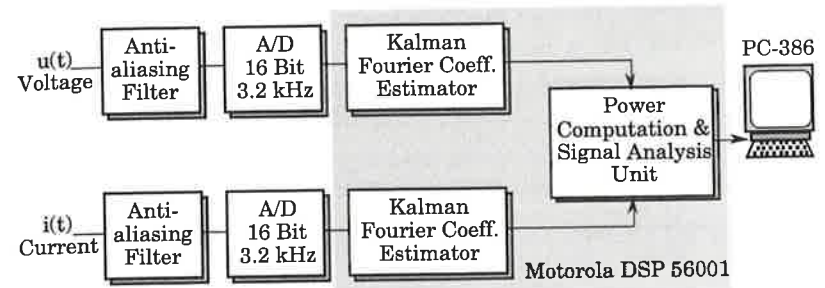 u(t)
Voltage
Anti-
aliasing
Filter
A/D
16 Bit
3.2 kHz
Kalman
Fourier Coeff.
Estimator
PC-386
Power
Computation &
Signal Analysis
Unit
i(t)
Current
Anti-
aliasing
Filter
A/D
16 Bit
3.2 kHz
Kalman
Fourier Coeff.
Estimator
Motorola DSP 56001